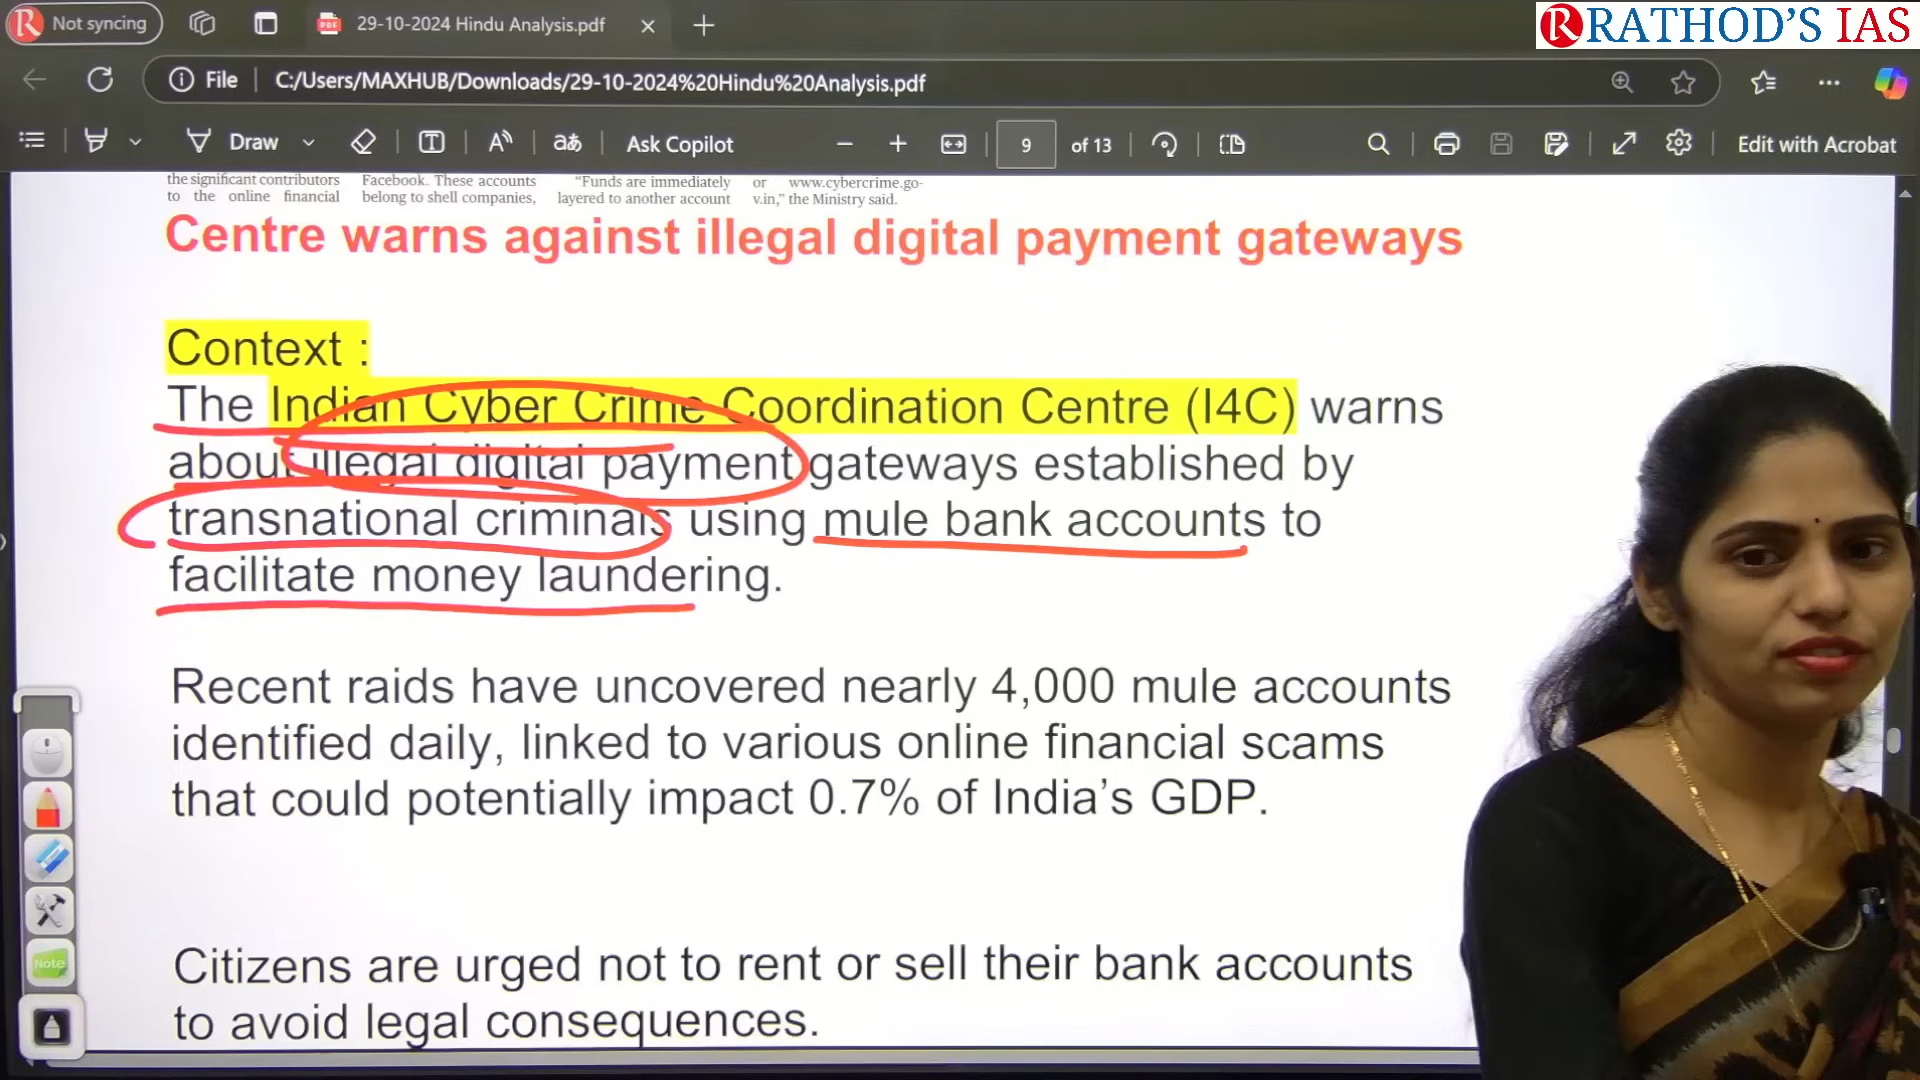 Not syncing
29-10-2024 Hindu Analysis.pdf
RATHOD'S IAS
File
C:/Users/MAXHUB/Downloads/29-10-2024%20Hindu%20Analysis.pdf
Draw
Ask Copilot
9 of 13
Edit with Acrobat
the significant contributors Facebook. These accounts "Funds are immediately or www.cybercrime.go-
to the online financial belong to shell companies, layered to another account v.in," the Ministry said.
Centre warns against illegal digital payment gateways
Context :
The Indian Cyber Crime Coordination Centre (I4C) warns
about illegal digital payment gateways established by
transnational criminals using mule bank accounts to
facilitate money laundering.
Recent raids have uncovered nearly 4,000 mule accounts
identified daily, linked to various online financial scams
that could potentially impact 0.7% of India's GDP.
Citizens are urged not to rent or sell their bank accounts
to avoid legal consequences.
Note